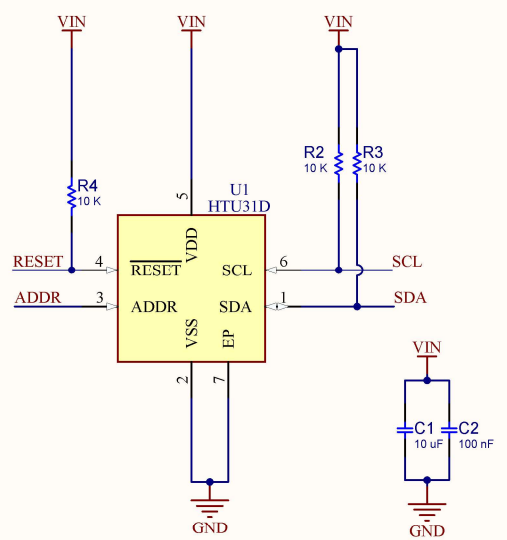 VIN
VIN
VIN
R2
10 K
R3
10 K
R4
10 K
5
U1
HTU31D
VDD
RESET
4
RESET
SCL
6
SCL
ADDR
3
ADDR
SDA
1
SDA
VSS
EP
2
7
VIN
C1
10 uF
C2
100 nF
GND
GND